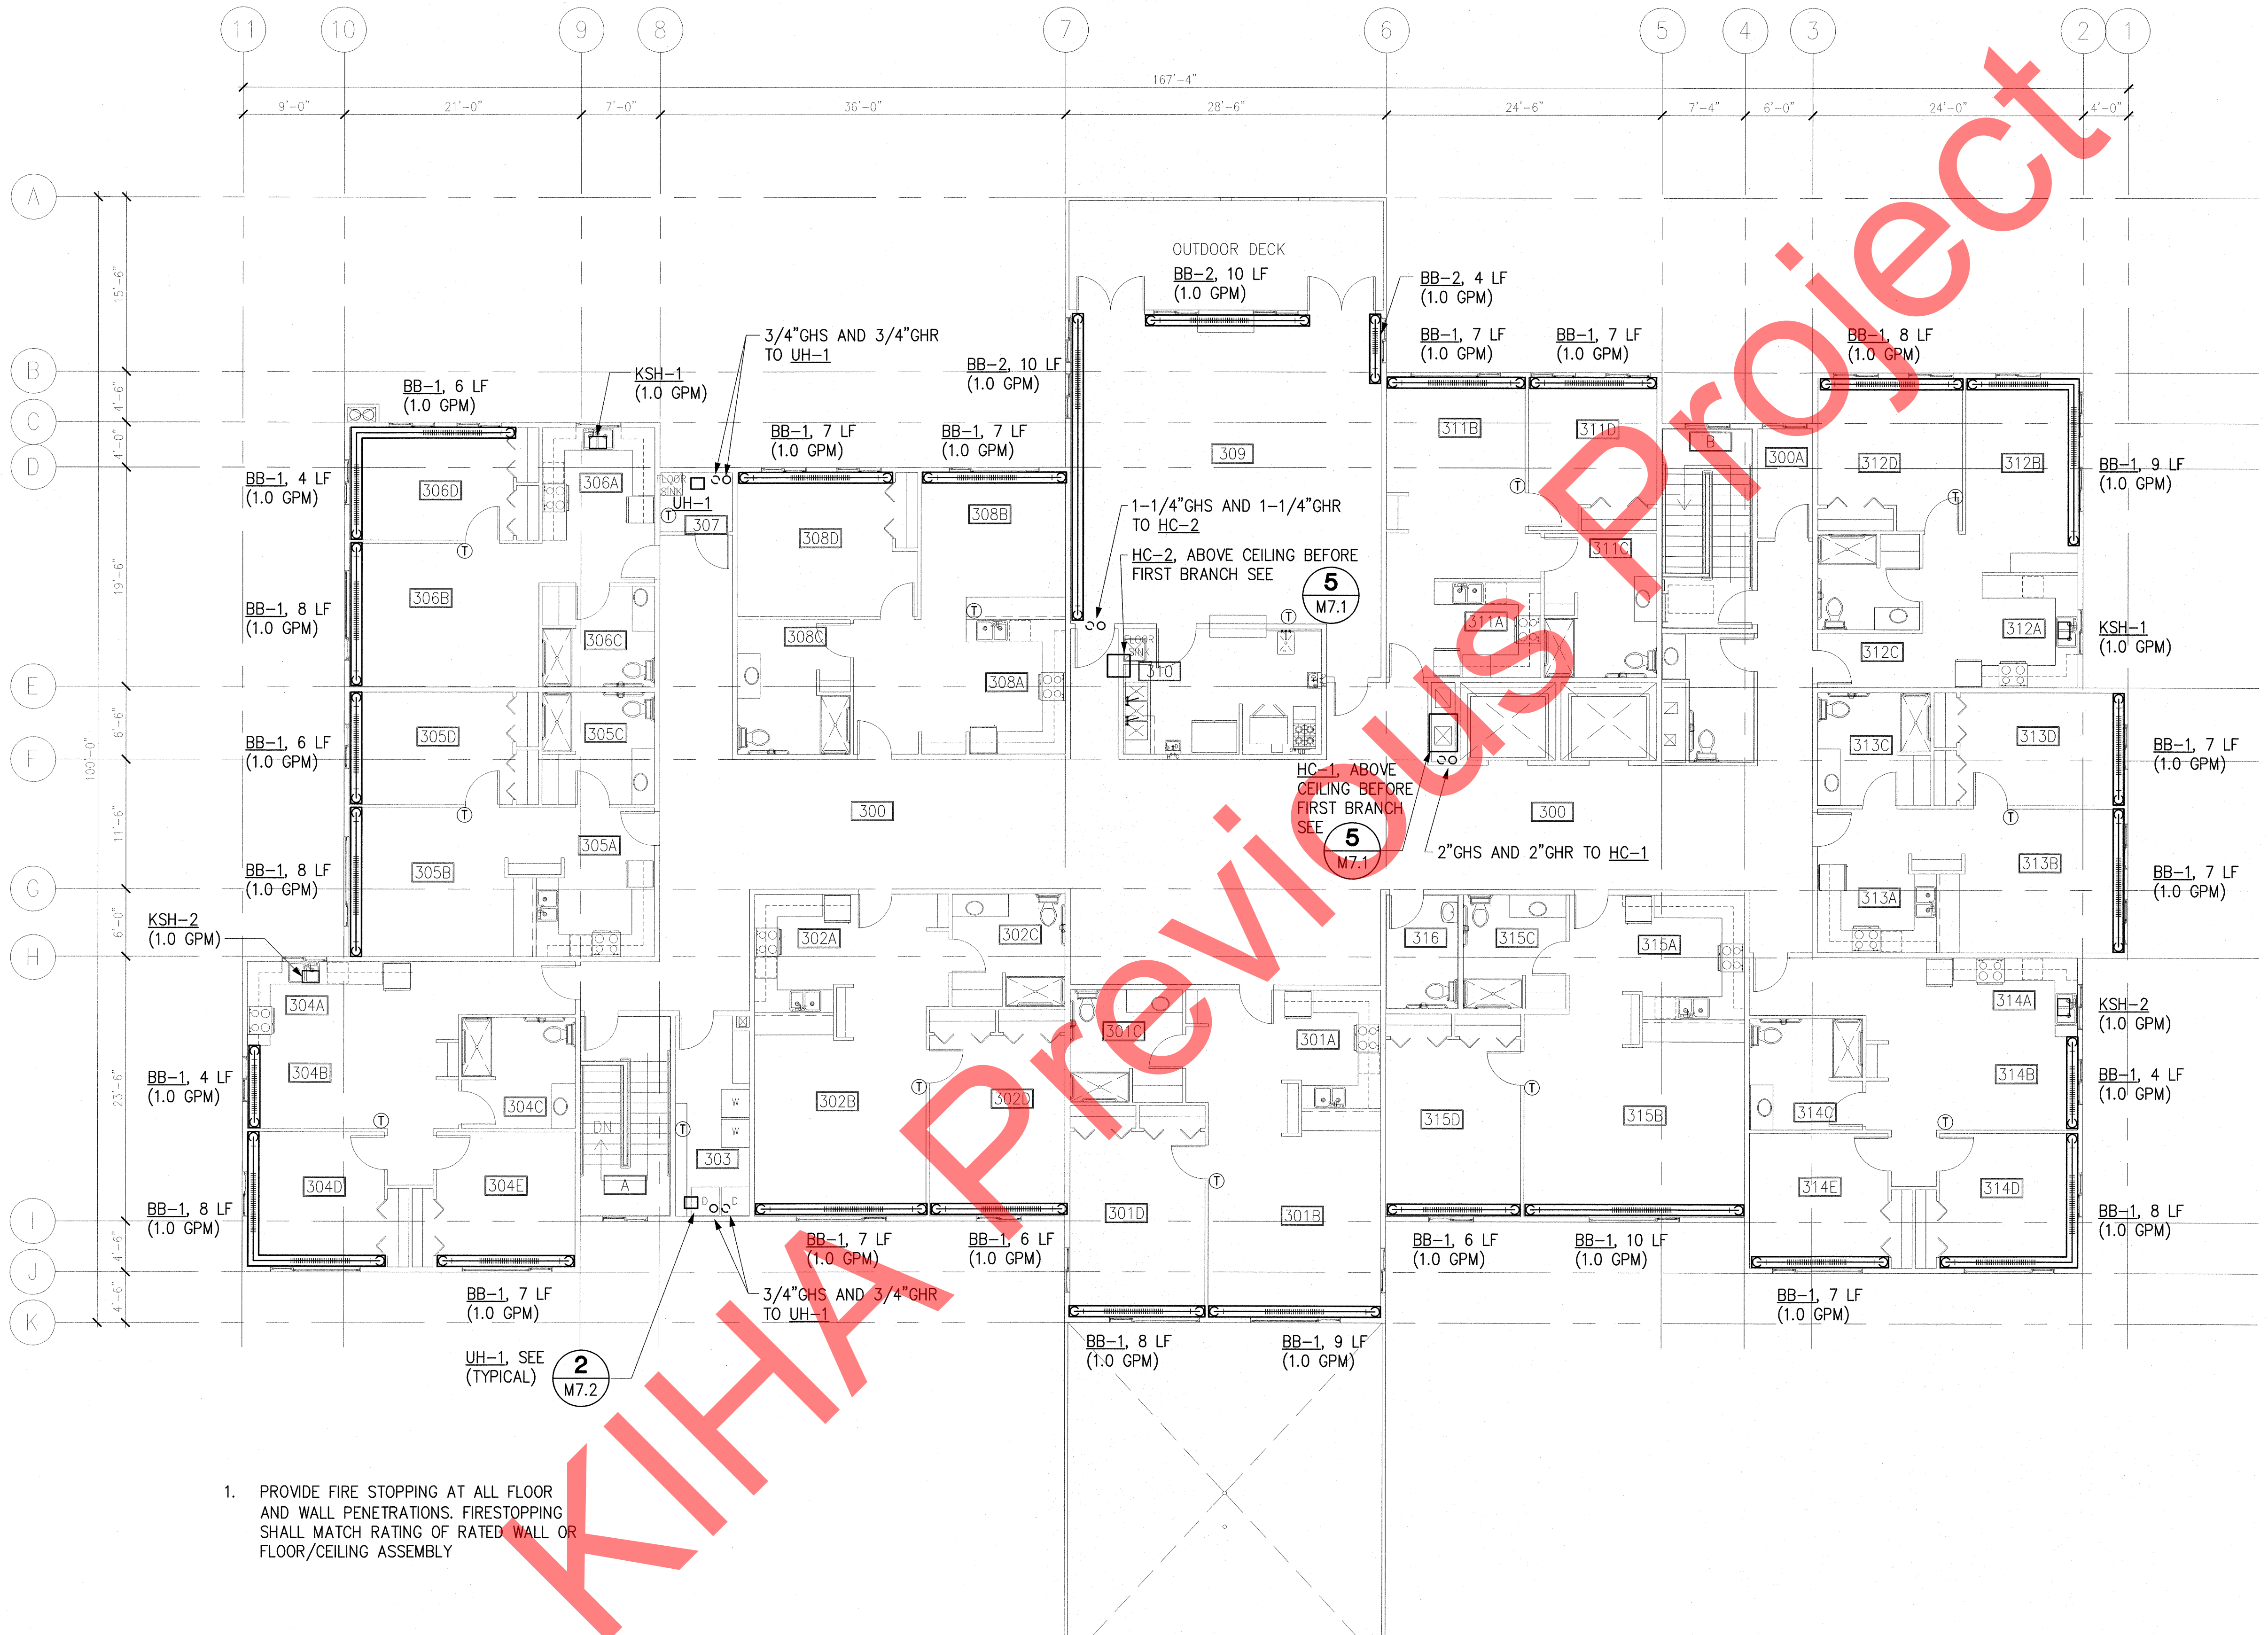 11 10 9 8 7 6 5 4 3 2 1
167'-4"
9'-0" 21'-0" 7'-0" 36'-0" 28'-6" 24'-6" 7'-4" 6'-0" 24'-0" 4'-0"
A
B
C
D
E
F
G
H
I
J
K
100'-0"
15'-6"
4'-6"
4'-0"
19'-6"
6'-6"
11'-6"
6'-0"
23'-6"
4'-6"
4'-6"
OUTDOOR DECK
BB-2, 10 LF
(1.0 GPM)
BB-2, 4 LF
(1.0 GPM)
3/4"GHS AND 3/4"GHR
TO UH-1
BB-2, 10 LF
(1.0 GPM)
BB-1, 7 LF
(1.0 GPM)
BB-1, 7 LF
(1.0 GPM)
BB-1, 8 LF
(1.0 GPM)
BB-1, 6 LF
(1.0 GPM)
KSH-1
(1.0 GPM)
BB-1, 7 LF
(1.0 GPM)
BB-1, 7 LF
(1.0 GPM)
BB-1, 4 LF
(1.0 GPM)
306D
306A
FLOOR
SINK
UH-1
T
307
308D
308B
309
311B
311D
B
300A
312D
312B
BB-1, 9 LF
(1.0 GPM)
T
T
T
1-1/4"GHS AND 1-1/4"GHR
TO HC-2
HC-2, ABOVE CEILING BEFORE
FIRST BRANCH SEE
5
M7.1
311C
BB-1, 8 LF
(1.0 GPM)
306B
306C
308C
T
T
FLOOR
SINK
310
311A
312A
312C
KSH-1
(1.0 GPM)
308A
BB-1, 6 LF
(1.0 GPM)
305D
305C
313C
313D
BB-1, 7 LF
(1.0 GPM)
HC-1, ABOVE
CEILING BEFORE
FIRST BRANCH
SEE
5
M7.1
2"GHS AND 2"GHR TO HC-1
T
300
300
T
BB-1, 8 LF
(1.0 GPM)
305B
305A
313A
313B
BB-1, 7 LF
(1.0 GPM)
KSH-2
(1.0 GPM)
302A
302C
316
315C
315A
304A
301C
301A
314A
KSH-2
(1.0 GPM)
BB-1, 4 LF
(1.0 GPM)
304B
304C
T
DN
W
W
T
302B
T
302D
315D
T
315B
314C
314B
T
BB-1, 4 LF
(1.0 GPM)
BB-1, 8 LF
(1.0 GPM)
304D
304E
A
303
D
D
301D
T
301B
314E
314D
BB-1, 8 LF
(1.0 GPM)
BB-1, 7 LF
(1.0 GPM)
BB-1, 6 LF
(1.0 GPM)
BB-1, 6 LF
(1.0 GPM)
BB-1, 10 LF
(1.0 GPM)
BB-1, 7 LF
(1.0 GPM)
3/4"GHS AND 3/4"GHR
TO UH-1
BB-1, 7 LF
(1.0 GPM)
BB-1, 8 LF
(1.0 GPM)
BB-1, 9 LF
(1.0 GPM)
UH-1, SEE
(TYPICAL)
2
M7.2
1. PROVIDE FIRE STOPPING AT ALL FLOOR
AND WALL PENETRATIONS. FIRESTOPPING
SHALL MATCH RATING OF RATED WALL OR
FLOOR/CEILING ASSEMBLY
KIHA Previous Project